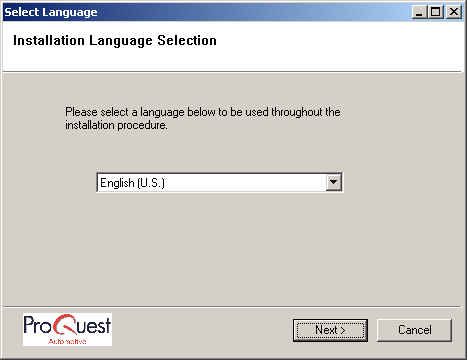 Select Language
Installation Language Selection
Please select a language below to be used throughout the
installation procedure.
English (U.S.)
ProQuest
Automotive
Next >
Cancel